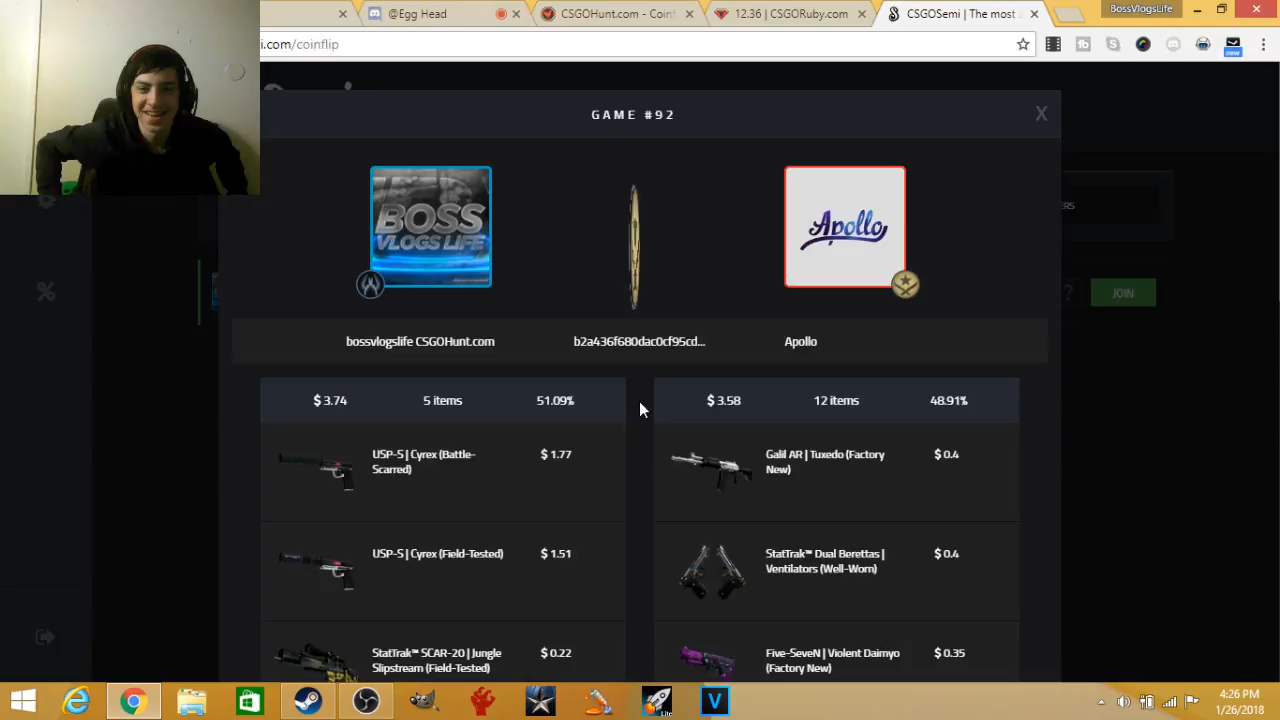 @Egg Head
CSGOHunt.com - Coinf
12.36 | CSGORuby.com
CSGOSemi | The most
BossVlogsLife
i.com/coinflip
new
GAME #92
X
BOSS
VLOGS LIFE
Apollo
ERS
JOIN
bossvlogslife CSGOHunt.com
b2a436f680dac0cf95cd...
Apollo
$ 3.74 5 items 51.09%
$ 3.58 12 items 48.91%
USP-S | Cyrex (Battle-
Scarred)
$ 1.77
Galil AR | Tuxedo (Factory
New)
$ 0.4
USP-S | Cyrex (Field-Tested)
$ 1.51
StatTrak™ Dual Berettas |
Ventilators (Well-Worn)
$ 0.4
StatTrak™ SCAR-20 | Jungle
Slipstream (Field-Tested)
$ 0.22
Five-SeveN | Violent Daimyo
(Factory New)
$ 0.35
Lite
V
4:26 PM
1/26/2018